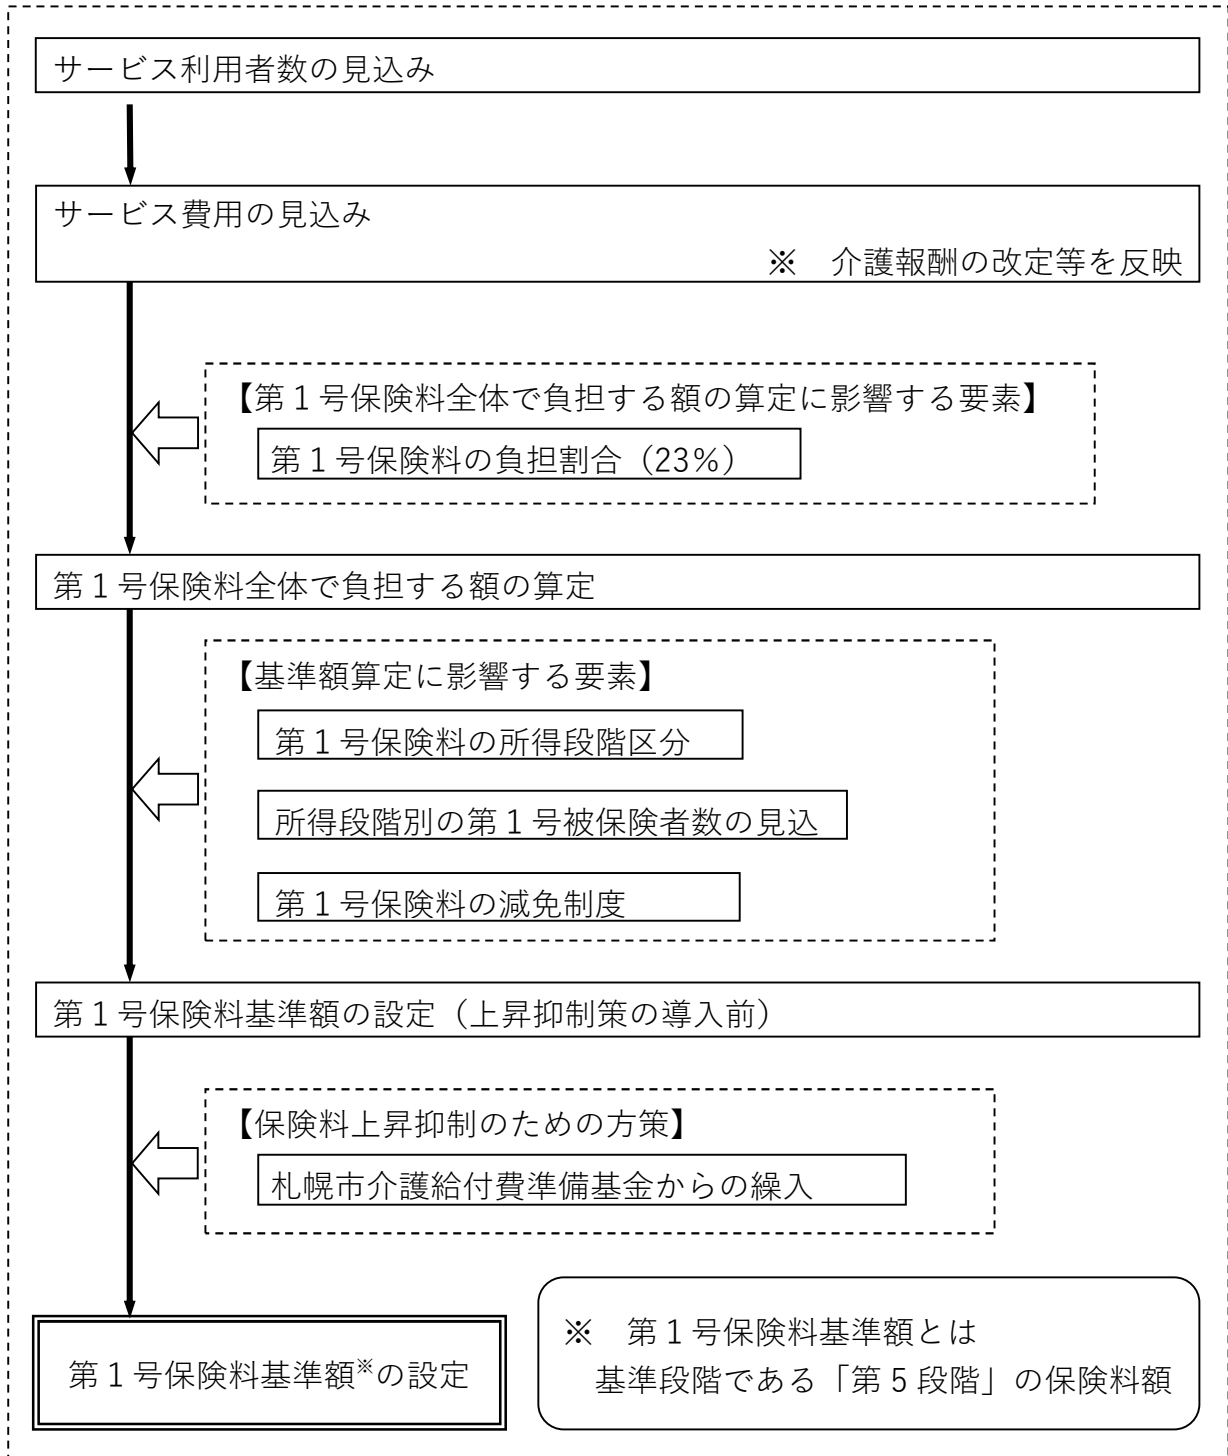 サービス利用者数の見込み
サービス費用の見込み
※　介護報酬の改定等を反映
【第１号保険料全体で負担する額の算定に影響する要素】
第１号保険料の負担割合（23%）
第１号保険料全体で負担する額の算定
【基準額算定に影響する要素】
第１号保険料の所得段階区分
所得段階別の第１号被保険者数の見込
第１号保険料の減免制度
第１号保険料基準額の設定（上昇抑制策の導入前）
【保険料上昇抑制のための方策】
札幌市介護給付費準備基金からの繰入
第１号保険料基準額※の設定
※　第１号保険料基準額とは
基準段階である「第５段階」の保険料額